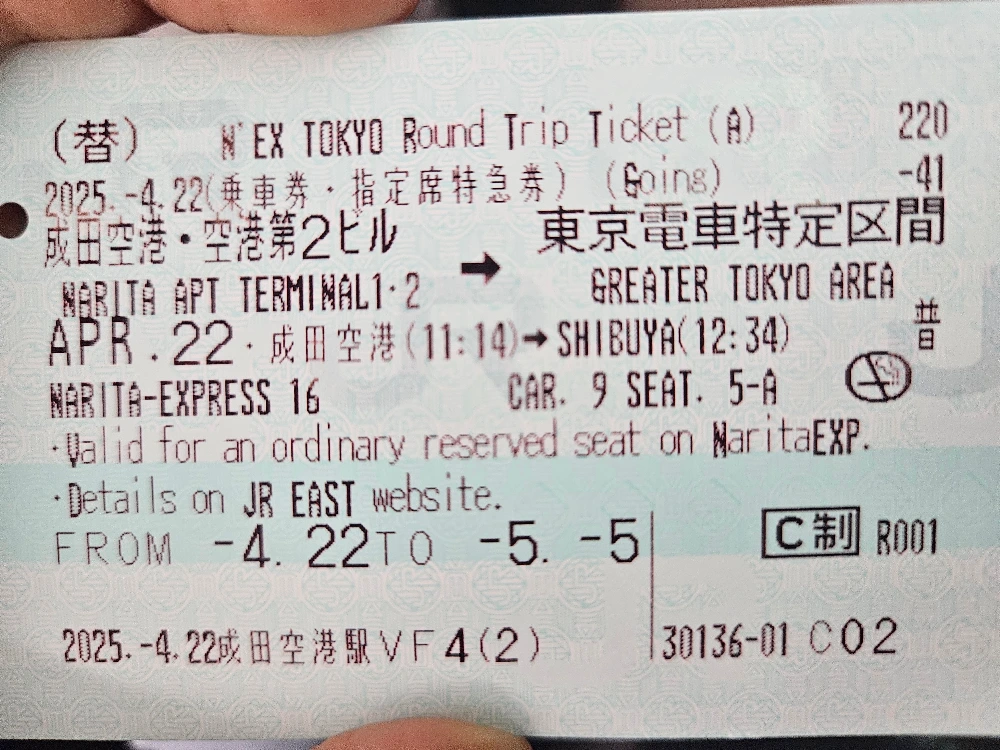 (替) N'EX TOKYO Round Trip Ticket (A) 220
2025.-4.22(乗車券・指定席特急券) (Going) -41
成田空港・空港第2ビル → 東京電車特定区間
NARITA APT TERMINAL1・2 GREATER TOKYO AREA
APR.22・成田空港(11:14)→SHIBUYA(12:34) 普
NARITA-EXPRESS 16 CAR. 9 SEAT. 5-A
・Valid for an ordinary reserved seat on NaritaEXP.
・Details on JR EAST website.
FROM -4. 22TO -5. -5 C制 R001
2025.-4.22成田空港駅VF4(2) 30136-01 C02